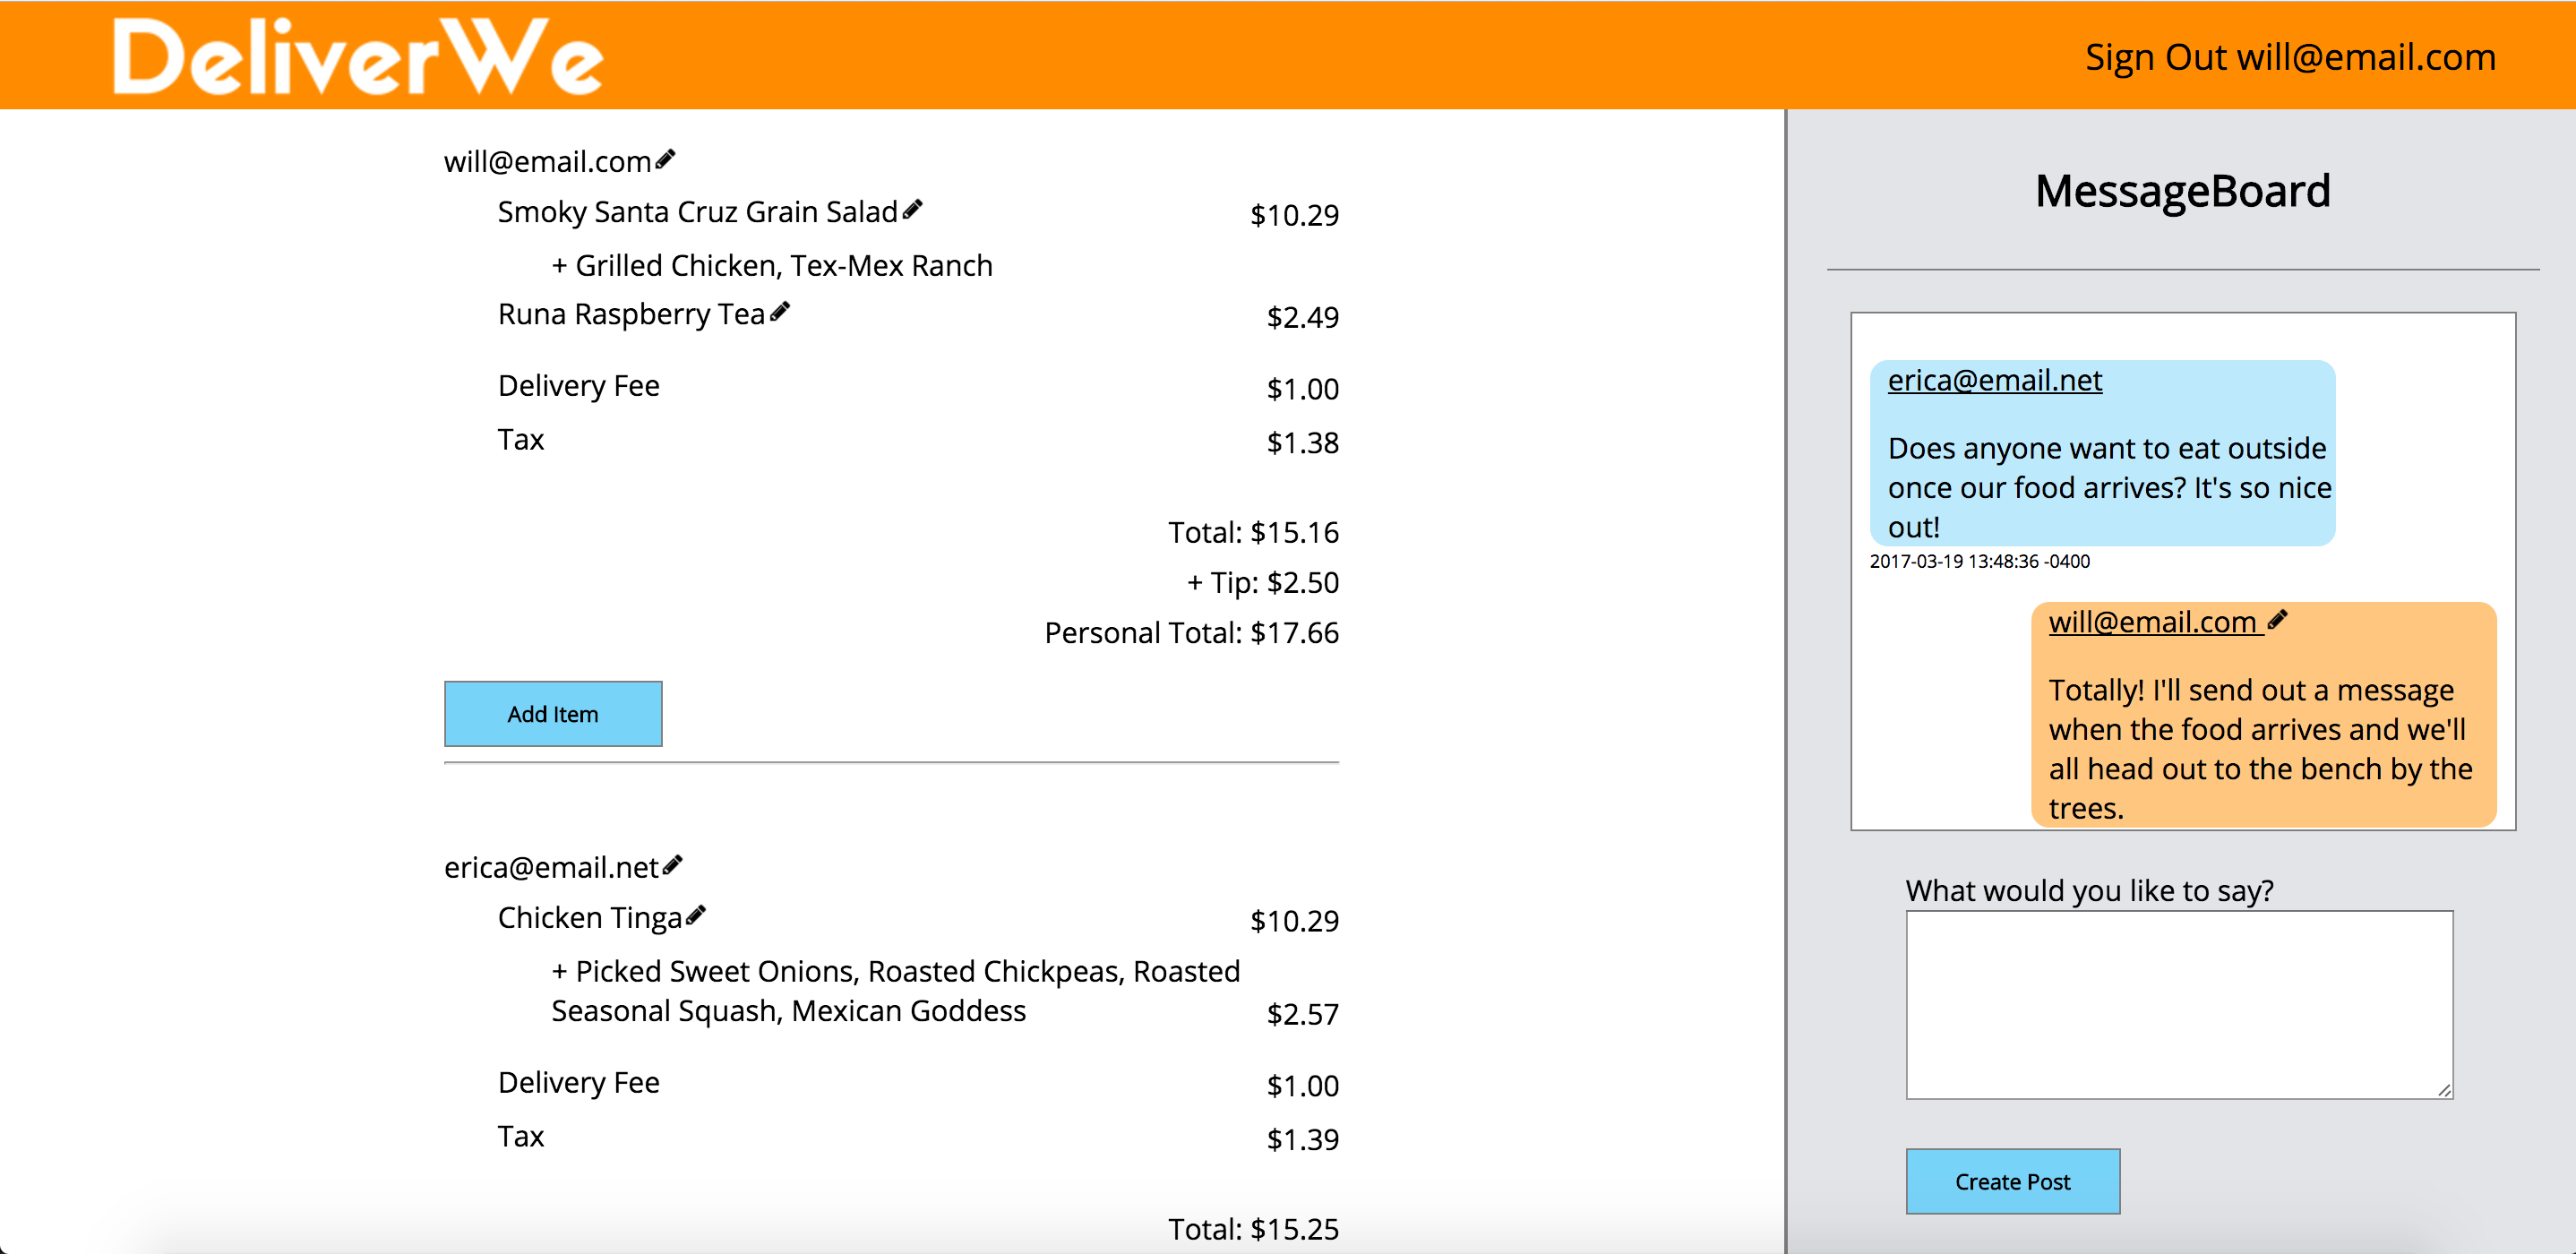 DeliverWe
Sign Out will@email.com
will@email.com
Smoky Santa Cruz Grain Salad $10.29
+ Grilled Chicken, Tex-Mex Ranch
Runa Raspberry Tea $2.49
Delivery Fee $1.00
Tax $1.38
Total: $15.16
+ Tip: $2.50
Personal Total: $17.66
Add Item
erica@email.net
Chicken Tinga $10.29
+ Picked Sweet Onions, Roasted Chickpeas, Roasted
Seasonal Squash, Mexican Goddess $2.57
Delivery Fee $1.00
Tax $1.39
Total: $15.25
MessageBoard
erica@email.net
Does anyone want to eat outside
once our food arrives? It's so nice
out!
2017-03-19 13:48:36 -0400
will@email.com
Totally! I'll send out a message
when the food arrives and we'll
all head out to the bench by the
trees.
What would you like to say?
Create Post